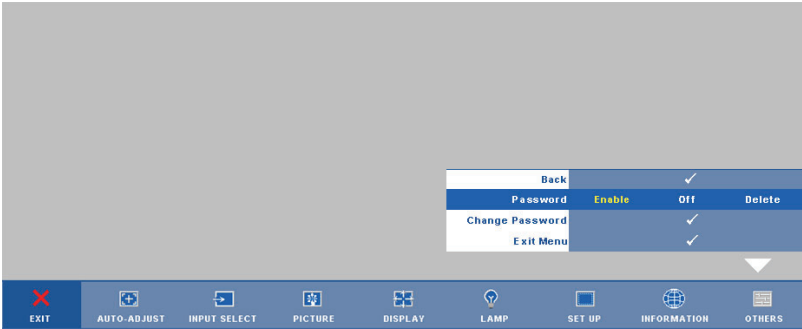 Back
Password Enable Off Delete
Change Password
Exit Menu
EXIT AUTO-ADJUST INPUT SELECT PICTURE DISPLAY LAMP SET UP INFORMATION OTHERS